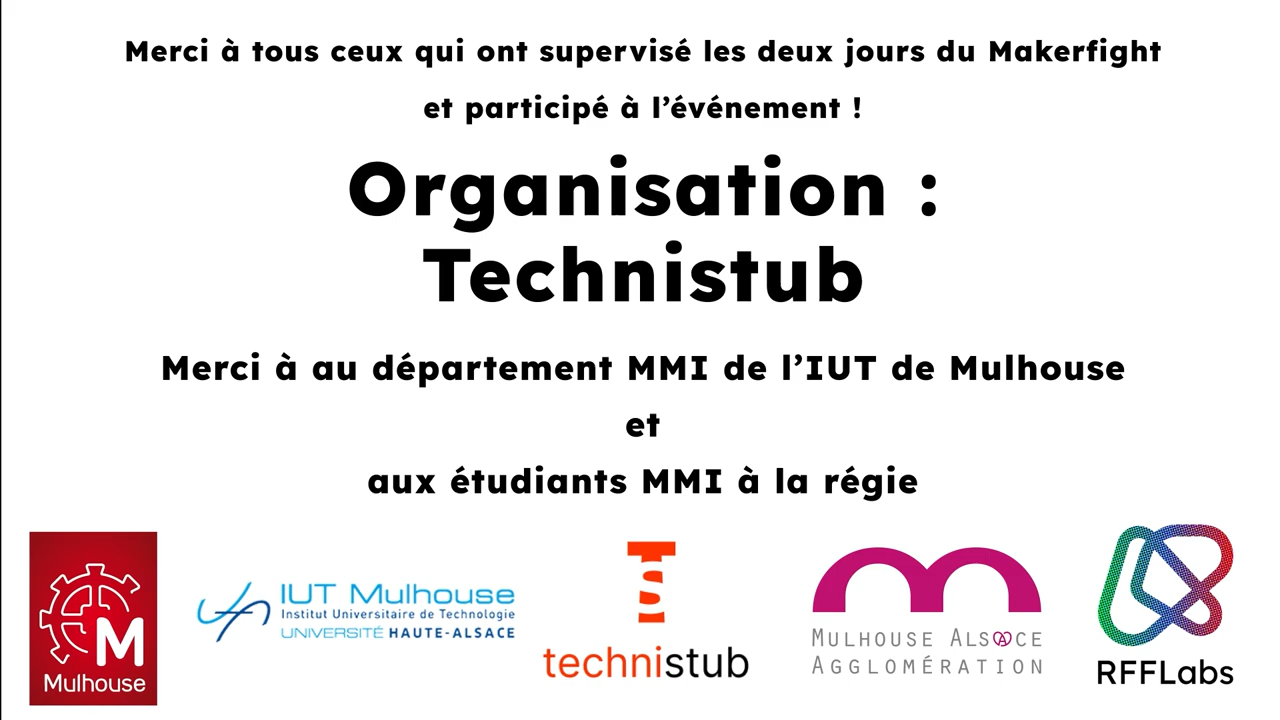 Merci à tous ceux qui ont supervisé les deux jours du Makerfight
et participé à l’événement !
Organisation :
Technistub
Merci à au département MMI de l’IUT de Mulhouse
et
aux étudiants MMI à la régie
M
Mulhouse
IUT Mulhouse
Institut Universitaire de Technologie
UNIVERSITÉ HAUTE-ALSACE
technistub
MULHOUSE ALSACE
AGGLOMÉRATION
RFFLabs